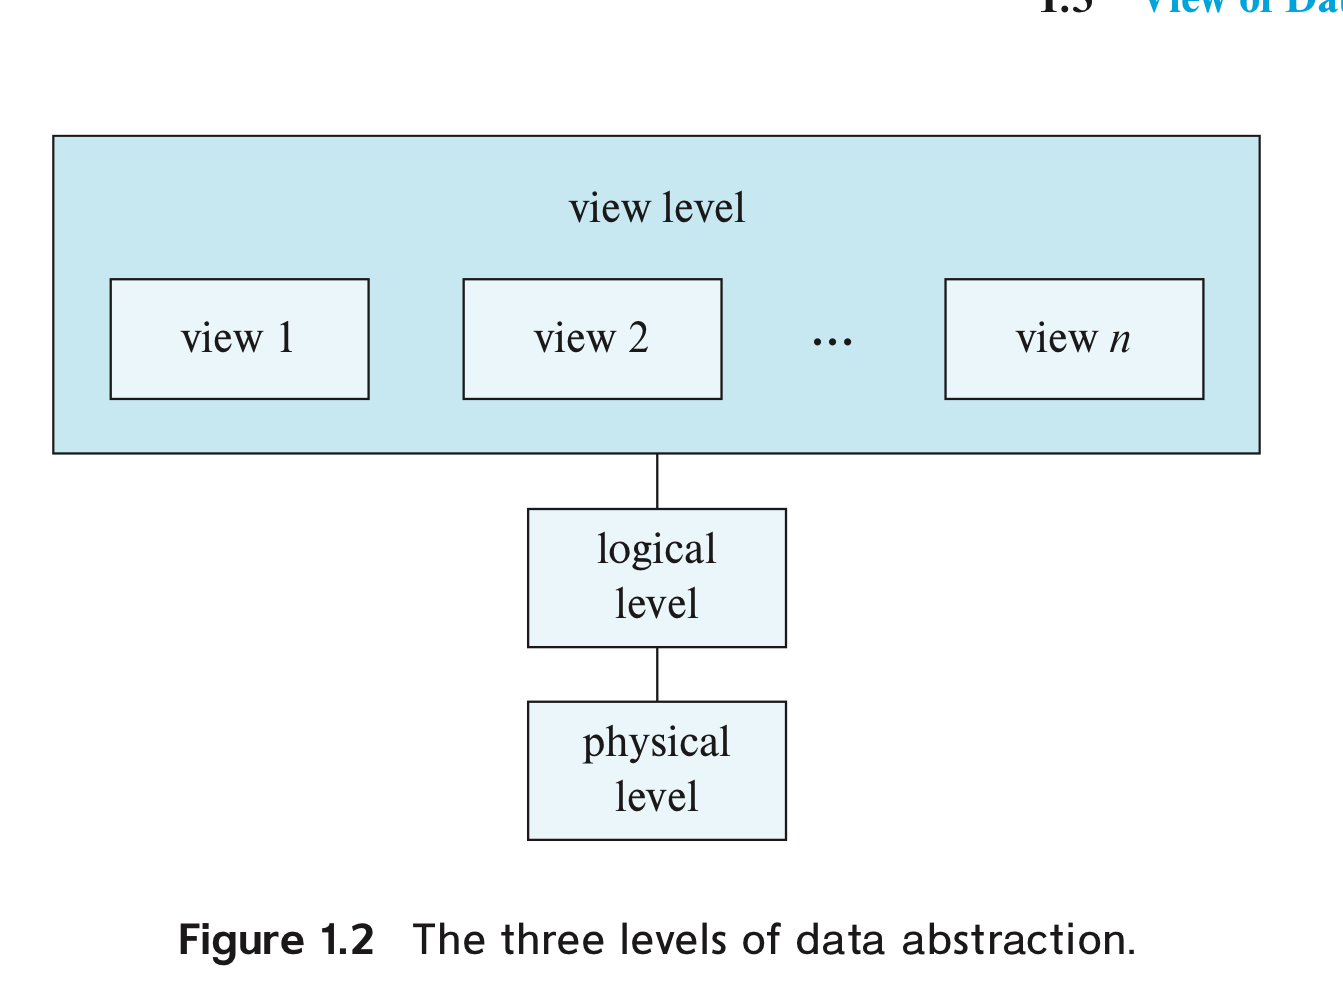 1.3 View of Da
view level
view 1 view 2 ... view n
logical
level
physical
level
Figure 1.2 The three levels of data abstraction.